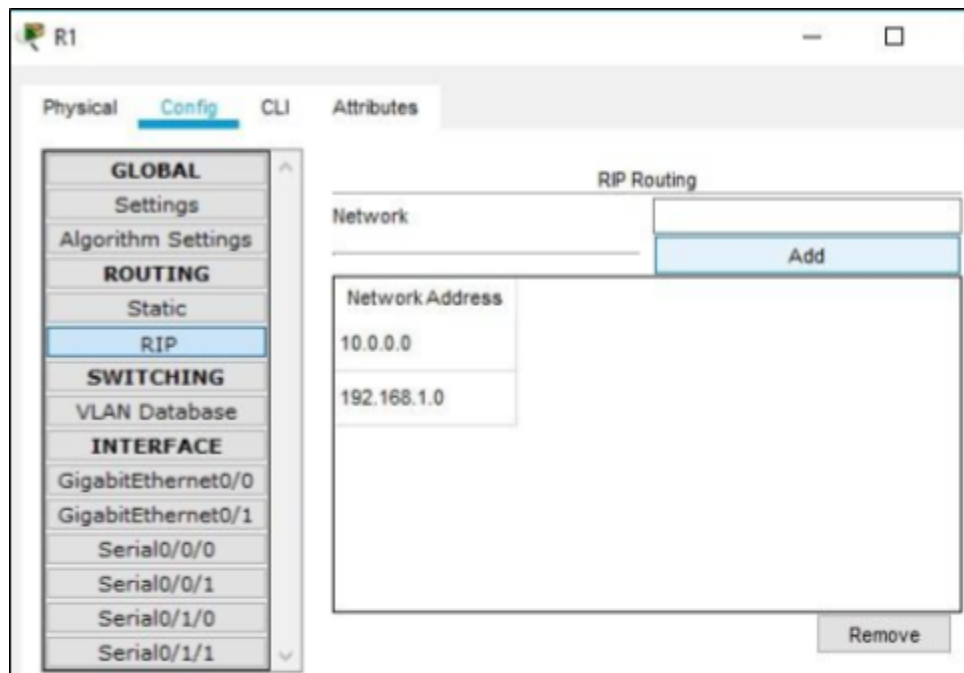 R1
Physical Config CLI Attributes
GLOBAL
Settings
Algorithm Settings
ROUTING
Static
RIP
SWITCHING
VLAN Database
INTERFACE
GigabitEthernet0/0
GigabitEthernet0/1
Serial0/0/0
Serial0/0/1
Serial0/1/0
Serial0/1/1
RIP Routing
Network
Add
Network Address
10.0.0.0
192.168.1.0
Remove